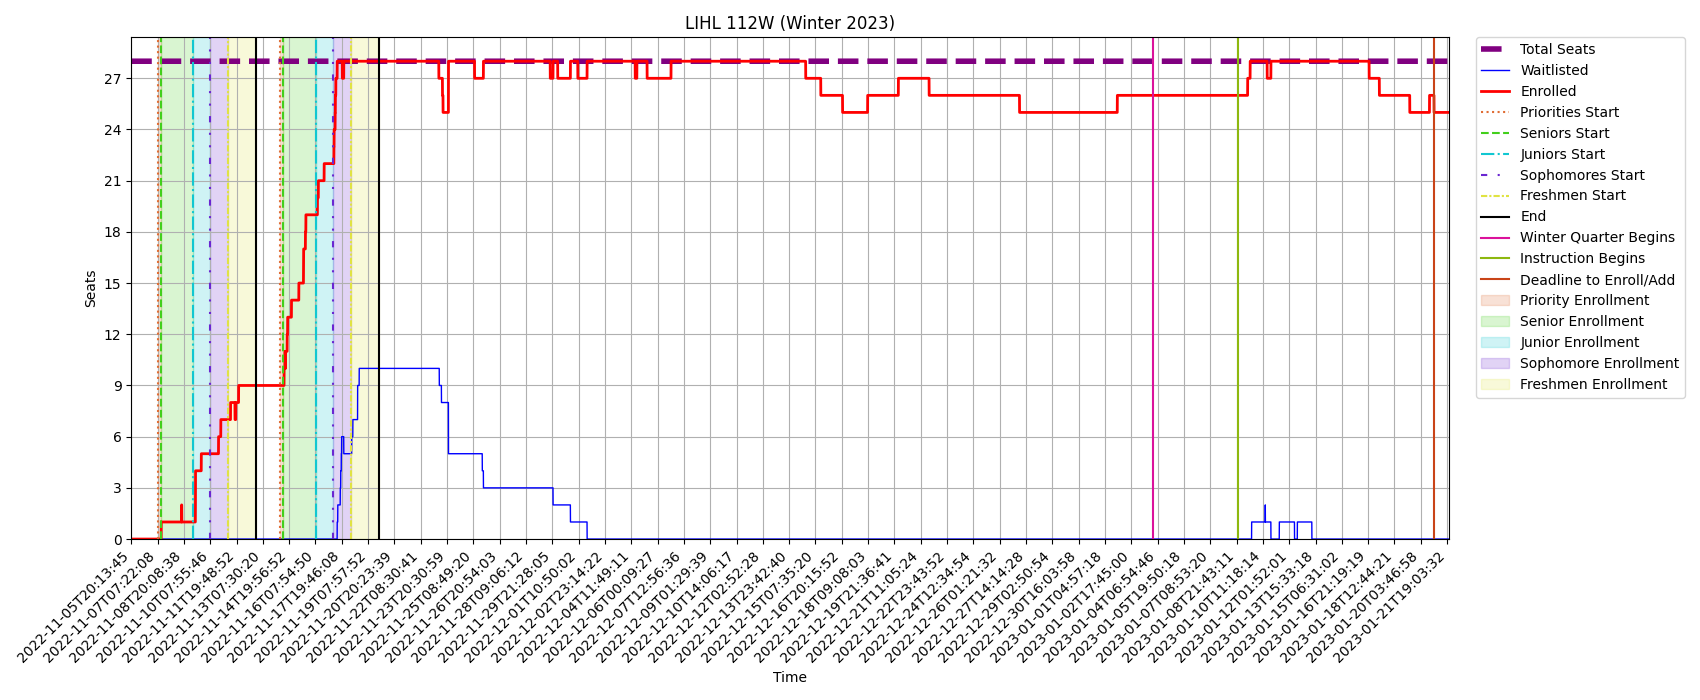 LIHL 112W (Winter 2023)
Seats
27
24
21
18
15
12
9
6
3
0
2022-11-05T20:13:45
2022-11-07T07:22:08
2022-11-08T20:08:38
2022-11-10T07:55:46
2022-11-11T19:48:52
2022-11-13T07:30:20
2022-11-14T19:56:52
2022-11-16T07:54:50
2022-11-17T19:46:08
2022-11-19T07:57:52
2022-11-20T20:23:39
2022-11-22T08:30:41
2022-11-23T20:30:59
2022-11-25T08:49:20
2022-11-26T20:54:03
2022-11-28T09:06:12
2022-11-29T21:28:05
2022-12-01T10:50:02
2022-12-02T23:14:22
2022-12-04T11:49:11
2022-12-06T00:09:27
2022-12-07T12:56:36
2022-12-09T01:29:39
2022-12-10T14:06:17
2022-12-12T02:52:28
2022-12-13T23:42:40
2022-12-15T07:35:20
2022-12-16T20:15:52
2022-12-18T09:08:03
2022-12-19T21:36:41
2022-12-21T11:05:24
2022-12-22T23:43:52
2022-12-24T12:34:54
2022-12-26T01:21:32
2022-12-27T14:14:28
2022-12-29T02:50:54
2022-12-30T16:03:58
2023-01-01T04:57:18
2023-01-02T17:45:00
2023-01-04T06:54:46
2023-01-05T19:50:18
2023-01-07T08:53:20
2023-01-08T21:43:11
2023-01-10T11:18:14
2023-01-12T01:52:01
2023-01-13T15:33:18
2023-01-15T06:31:02
2023-01-16T21:19:19
2023-01-18T12:44:21
2023-01-20T03:46:58
2023-01-21T19:03:32
Time
Total Seats
Waitlisted
Enrolled
Priorities Start
Seniors Start
Juniors Start
Sophomores Start
Freshmen Start
End
Winter Quarter Begins
Instruction Begins
Deadline to Enroll/Add
Priority Enrollment
Senior Enrollment
Junior Enrollment
Sophomore Enrollment
Freshmen Enrollment